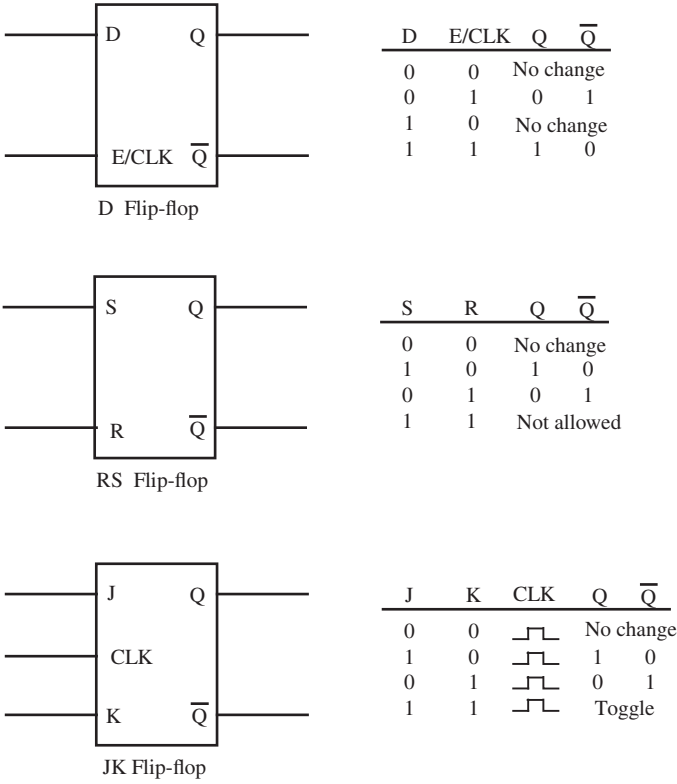 D Q
E/CLK Q̅
D Flip-flop
D E/CLK Q Q̅
0 0 No change
0 1 0 1
1 0 No change
1 1 1 0
S Q
R Q̅
RS Flip-flop
S R Q Q̅
0 0 No change
1 0 1 0
0 1 0 1
1 1 Not allowed
J Q
CLK
K Q̅
JK Flip-flop
J K CLK Q Q̅
0 0 No change
1 0 1 0
0 1 0 1
1 1 Toggle